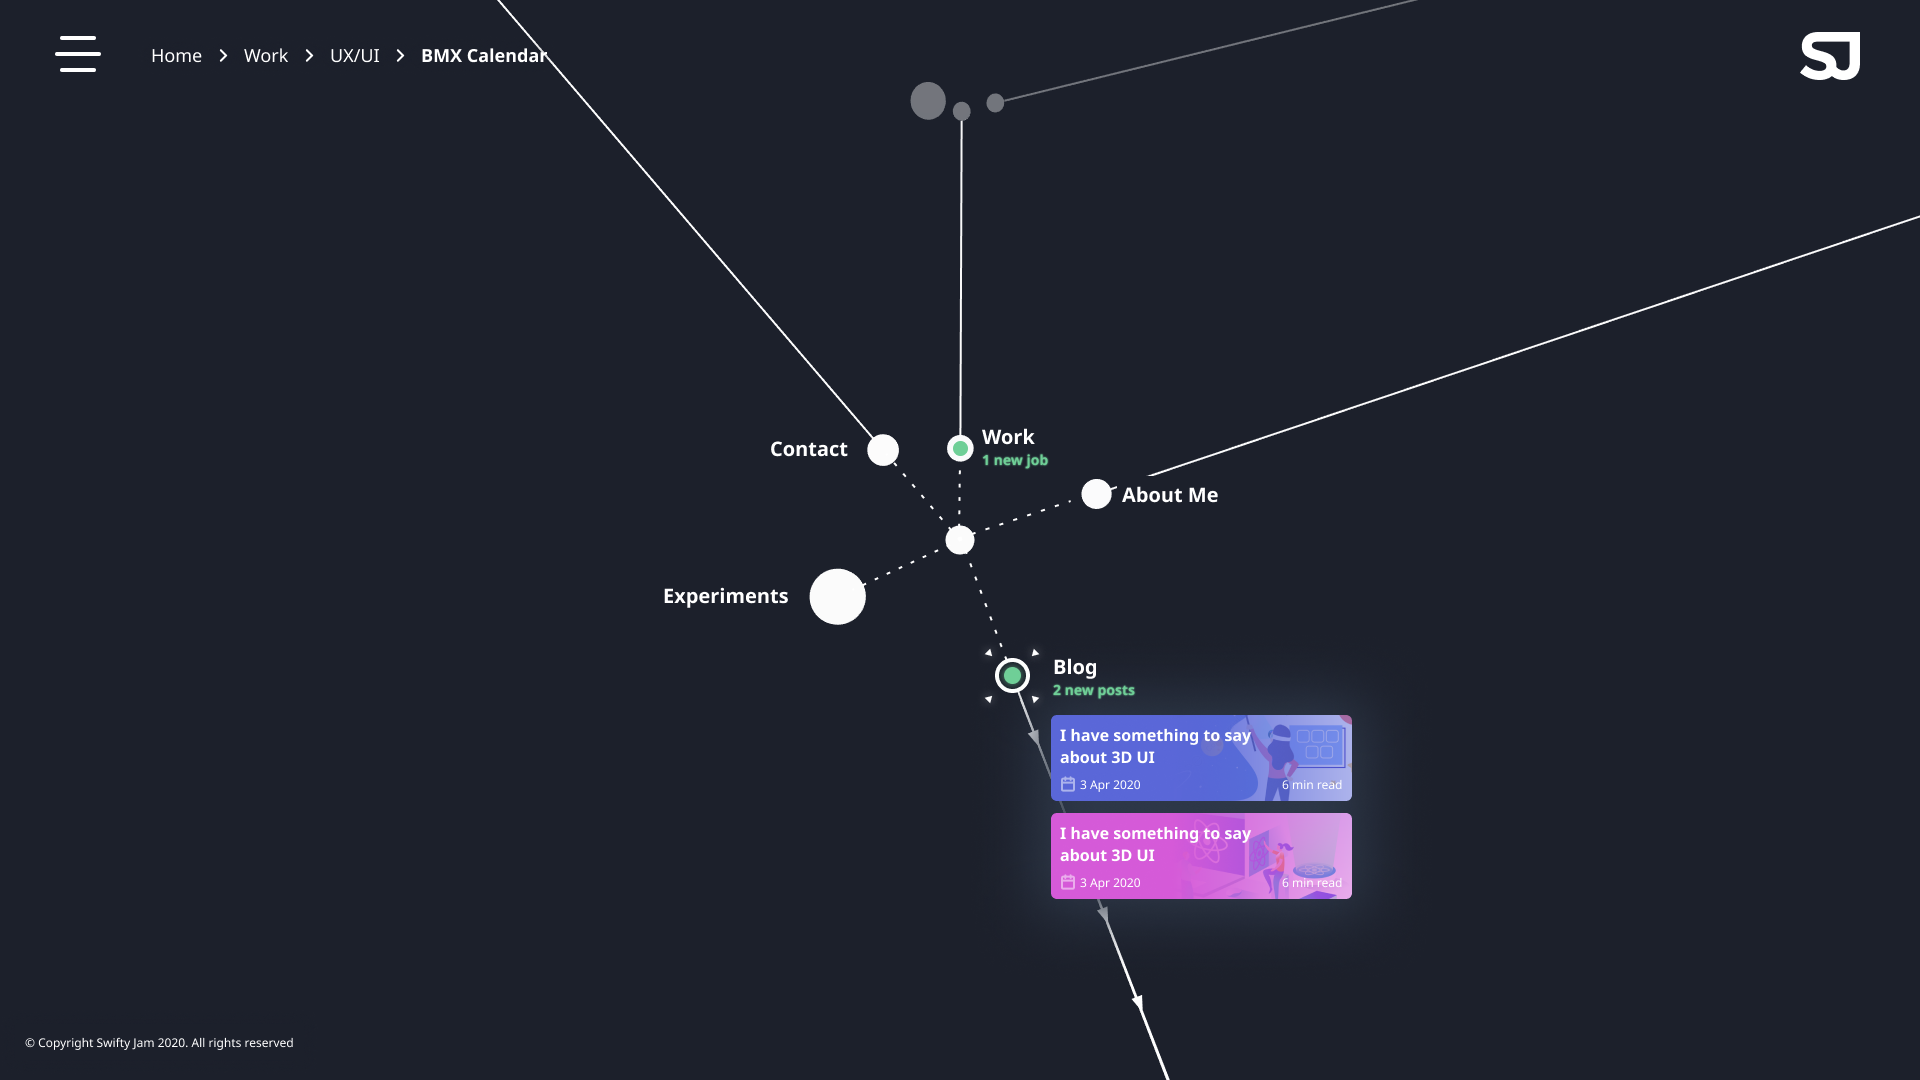 Home > Work > UX/UI > BMX Calendar
SJ
Contact
Work
1 new job
About Me
Experiments
Blog
2 new posts
I have something to say
about 3D UI
3 Apr 2020
6 min read
I have something to say
about 3D UI
3 Apr 2020
6 min read
© Copyright Swifty Jam 2020. All rights reserved